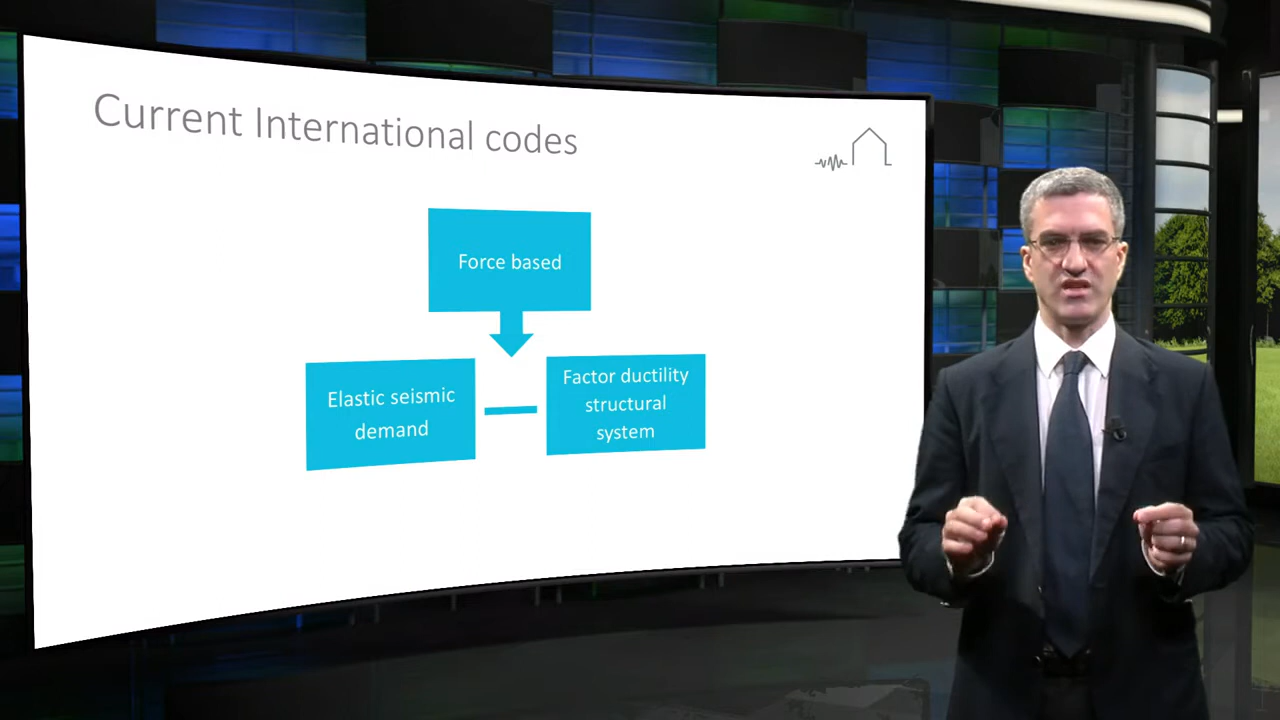 Current International codes
Force based
Elastic seismic
demand
Factor ductility
structural
system